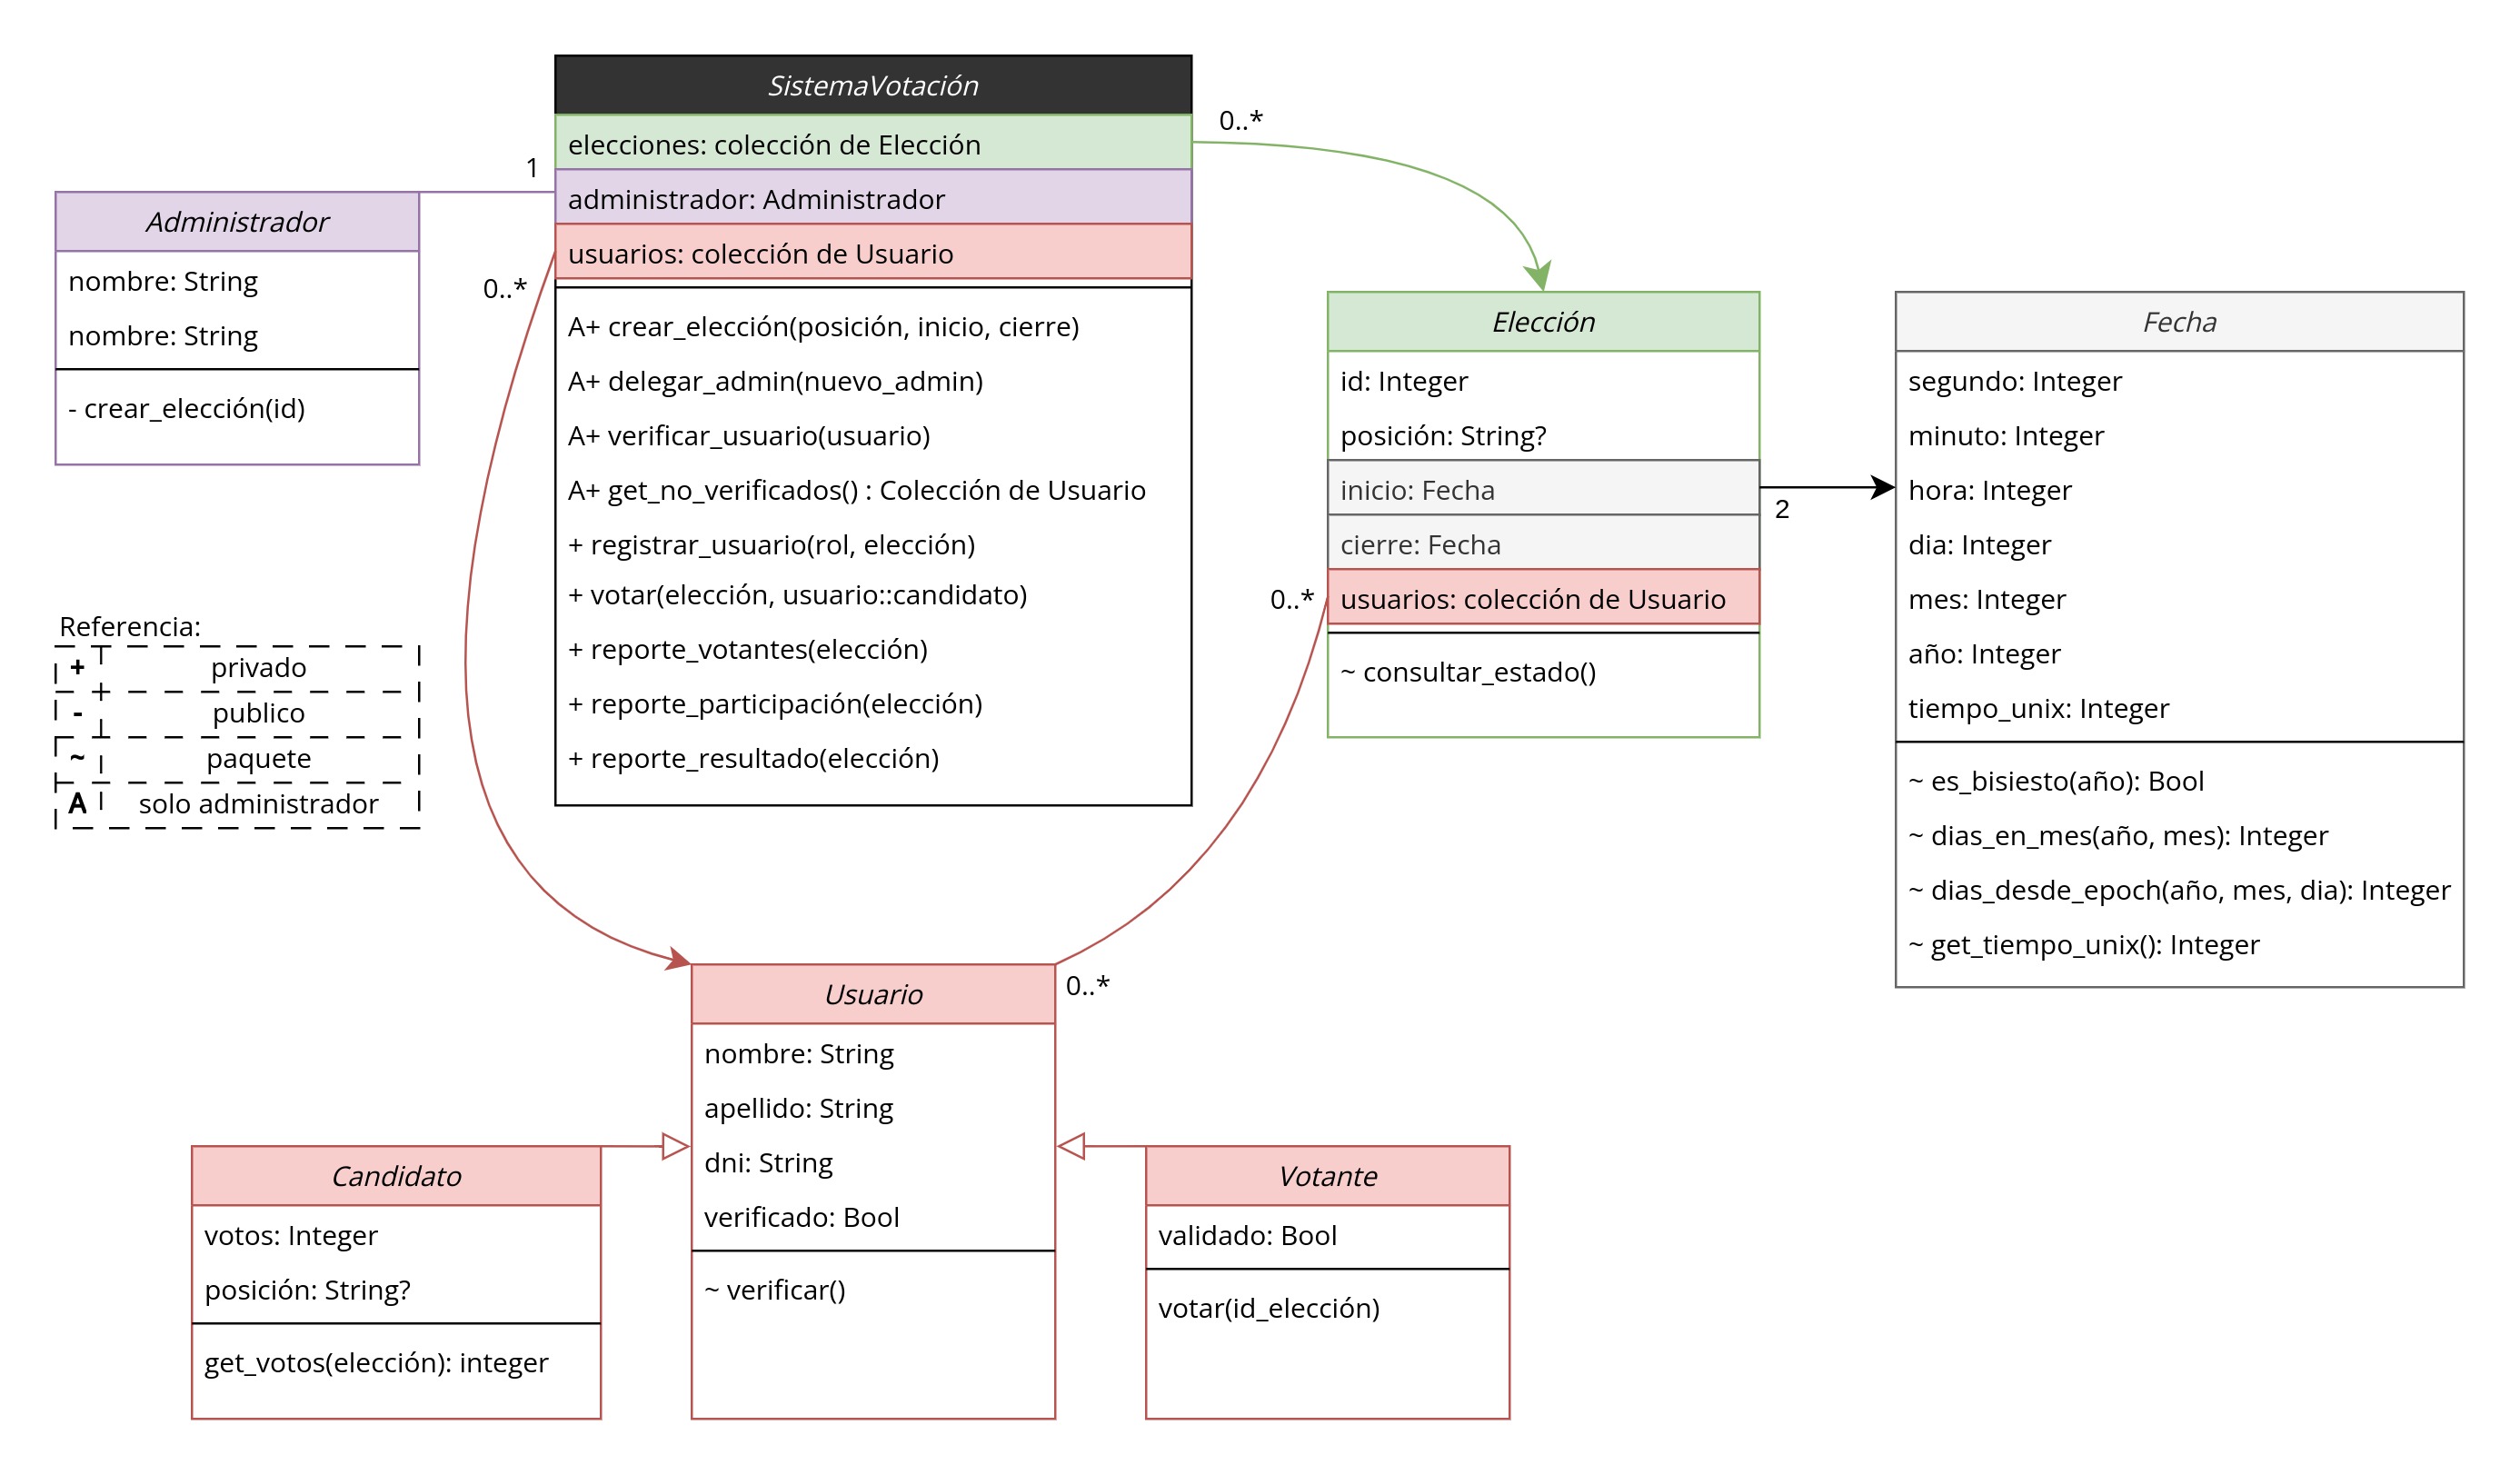 SistemaVotación
elecciones: colección de Elección
administrador: Administrador
usuarios: colección de Usuario
A+ crear_elección(posición, inicio, cierre)
A+ delegar_admin(nuevo_admin)
A+ verificar_usuario(usuario)
A+ get_no_verificados() : Colección de Usuario
+ registrar_usuario(rol, elección)
+ votar(elección, usuario::candidato)
+ reporte_votantes(elección)
+ reporte_participación(elección)
+ reporte_resultado(elección)
0..*
1
0..*
Administrador
nombre: String
nombre: String
- crear_elección(id)
Elección
id: Integer
posición: String?
inicio: Fecha
cierre: Fecha
usuarios: colección de Usuario
~ consultar_estado()
2
0..*
Fecha
segundo: Integer
minuto: Integer
hora: Integer
dia: Integer
mes: Integer
año: Integer
tiempo_unix: Integer
~ es_bisiesto(año): Bool
~ dias_en_mes(año, mes): Integer
~ dias_desde_epoch(año, mes, dia): Integer
~ get_tiempo_unix(): Integer
Referencia:
+ privado
- publico
~ paquete
A solo administrador
Usuario
0..*
nombre: String
apellido: String
dni: String
verificado: Bool
~ verificar()
Candidato
votos: Integer
posición: String?
get_votos(elección): integer
Votante
validado: Bool
votar(id_elección)